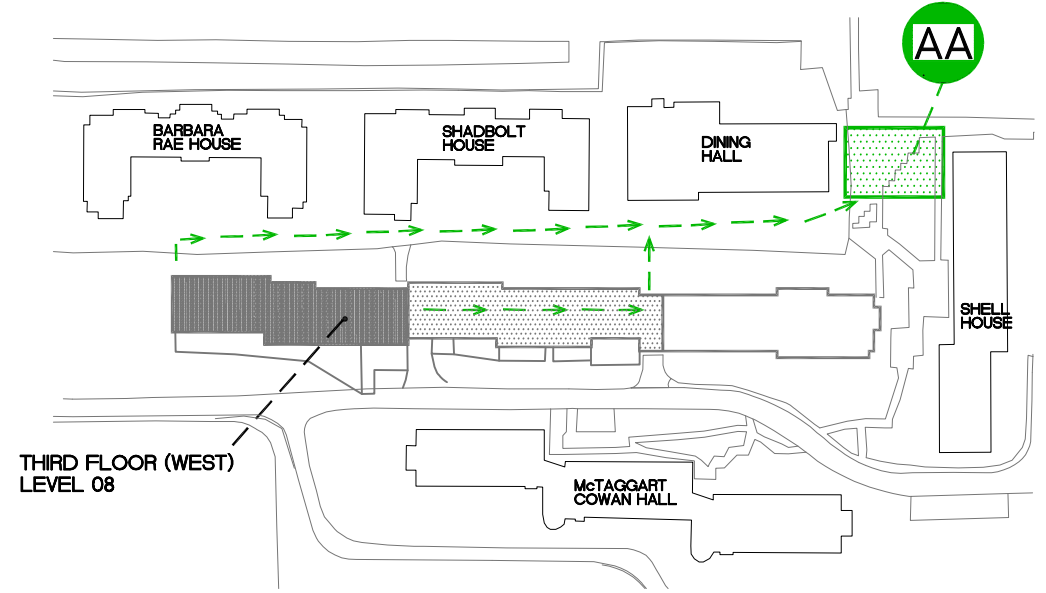 AA
BARBARA
RAE HOUSE
SHADBOLT
HOUSE
DINING
HALL
SHELL
HOUSE
THIRD FLOOR (WEST)
LEVEL 08
McTAGGART
COWAN HALL